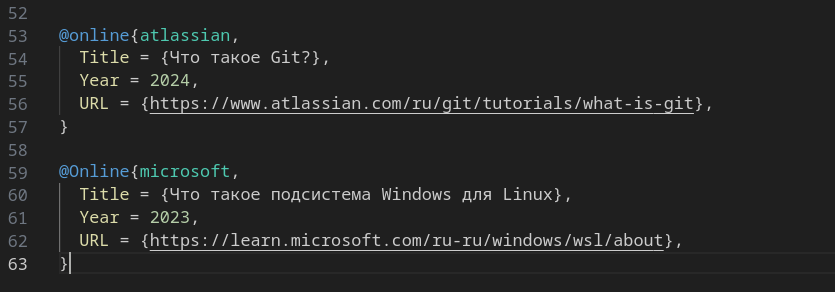 52
53 @online{atlassian,
54 Title = {Что такое Git?},
55 Year = 2024,
56 URL = {https://www.atlassian.com/ru/git/tutorials/what-is-git},
57 }
58
59 @Online{microsoft,
60 Title = {Что такое подсистема Windows для Linux},
61 Year = 2023,
62 URL = {https://learn.microsoft.com/ru-ru/windows/wsl/about},
63 }